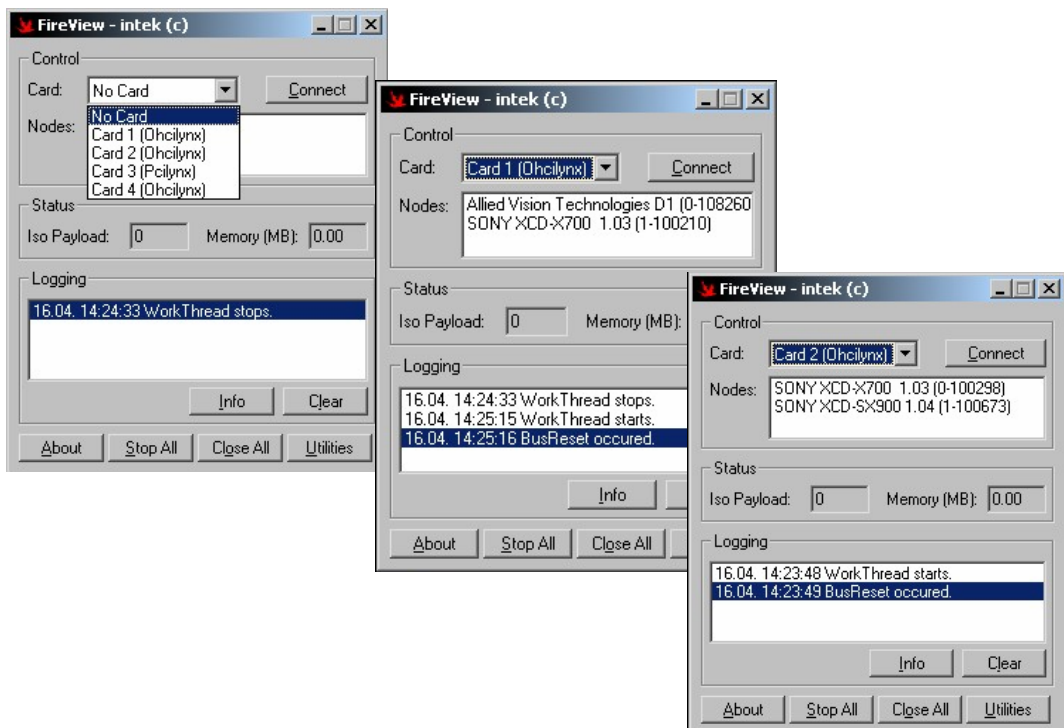 FireView - intek (c)
Control
Card: No Card Connect
No Card
Nodes: Card 1 (Ohcilynx)
Card 2 (Ohcilynx)
Card 3 (Pcilynx)
Card 4 (Ohcilynx)
Status
Iso Payload: 0 Memory (MB): 0.00
Logging
16.04. 14:24:33 WorkThread stops.
Info Clear
About Stop All Close All Utilities
FireView - intek (c)
Control
Card: Card 1 (Ohcilynx) Connect
Nodes: Allied Vision Technologies D1 (0-108260
SONY XCD-X700 1.03 (1-100210)
Status
Iso Payload: 0 Memory (MB):
Logging
16.04. 14:24:33 WorkThread stops.
16.04. 14:25:15 WorkThread starts.
16.04. 14:25:16 BusReset occured.
Info
About Stop All Close All
FireView - intek (c)
Control
Card: Card 2 (Ohcilynx) Connect
Nodes: SONY XCD-X700 1.03 (0-100298)
SONY XCD-SX900 1.04 (1-100673)
Status
Iso Payload: 0 Memory (MB): 0.00
Logging
16.04. 14:23:48 WorkThread starts.
16.04. 14:23:49 BusReset occured.
Info Clear
About Stop All Close All Utilities